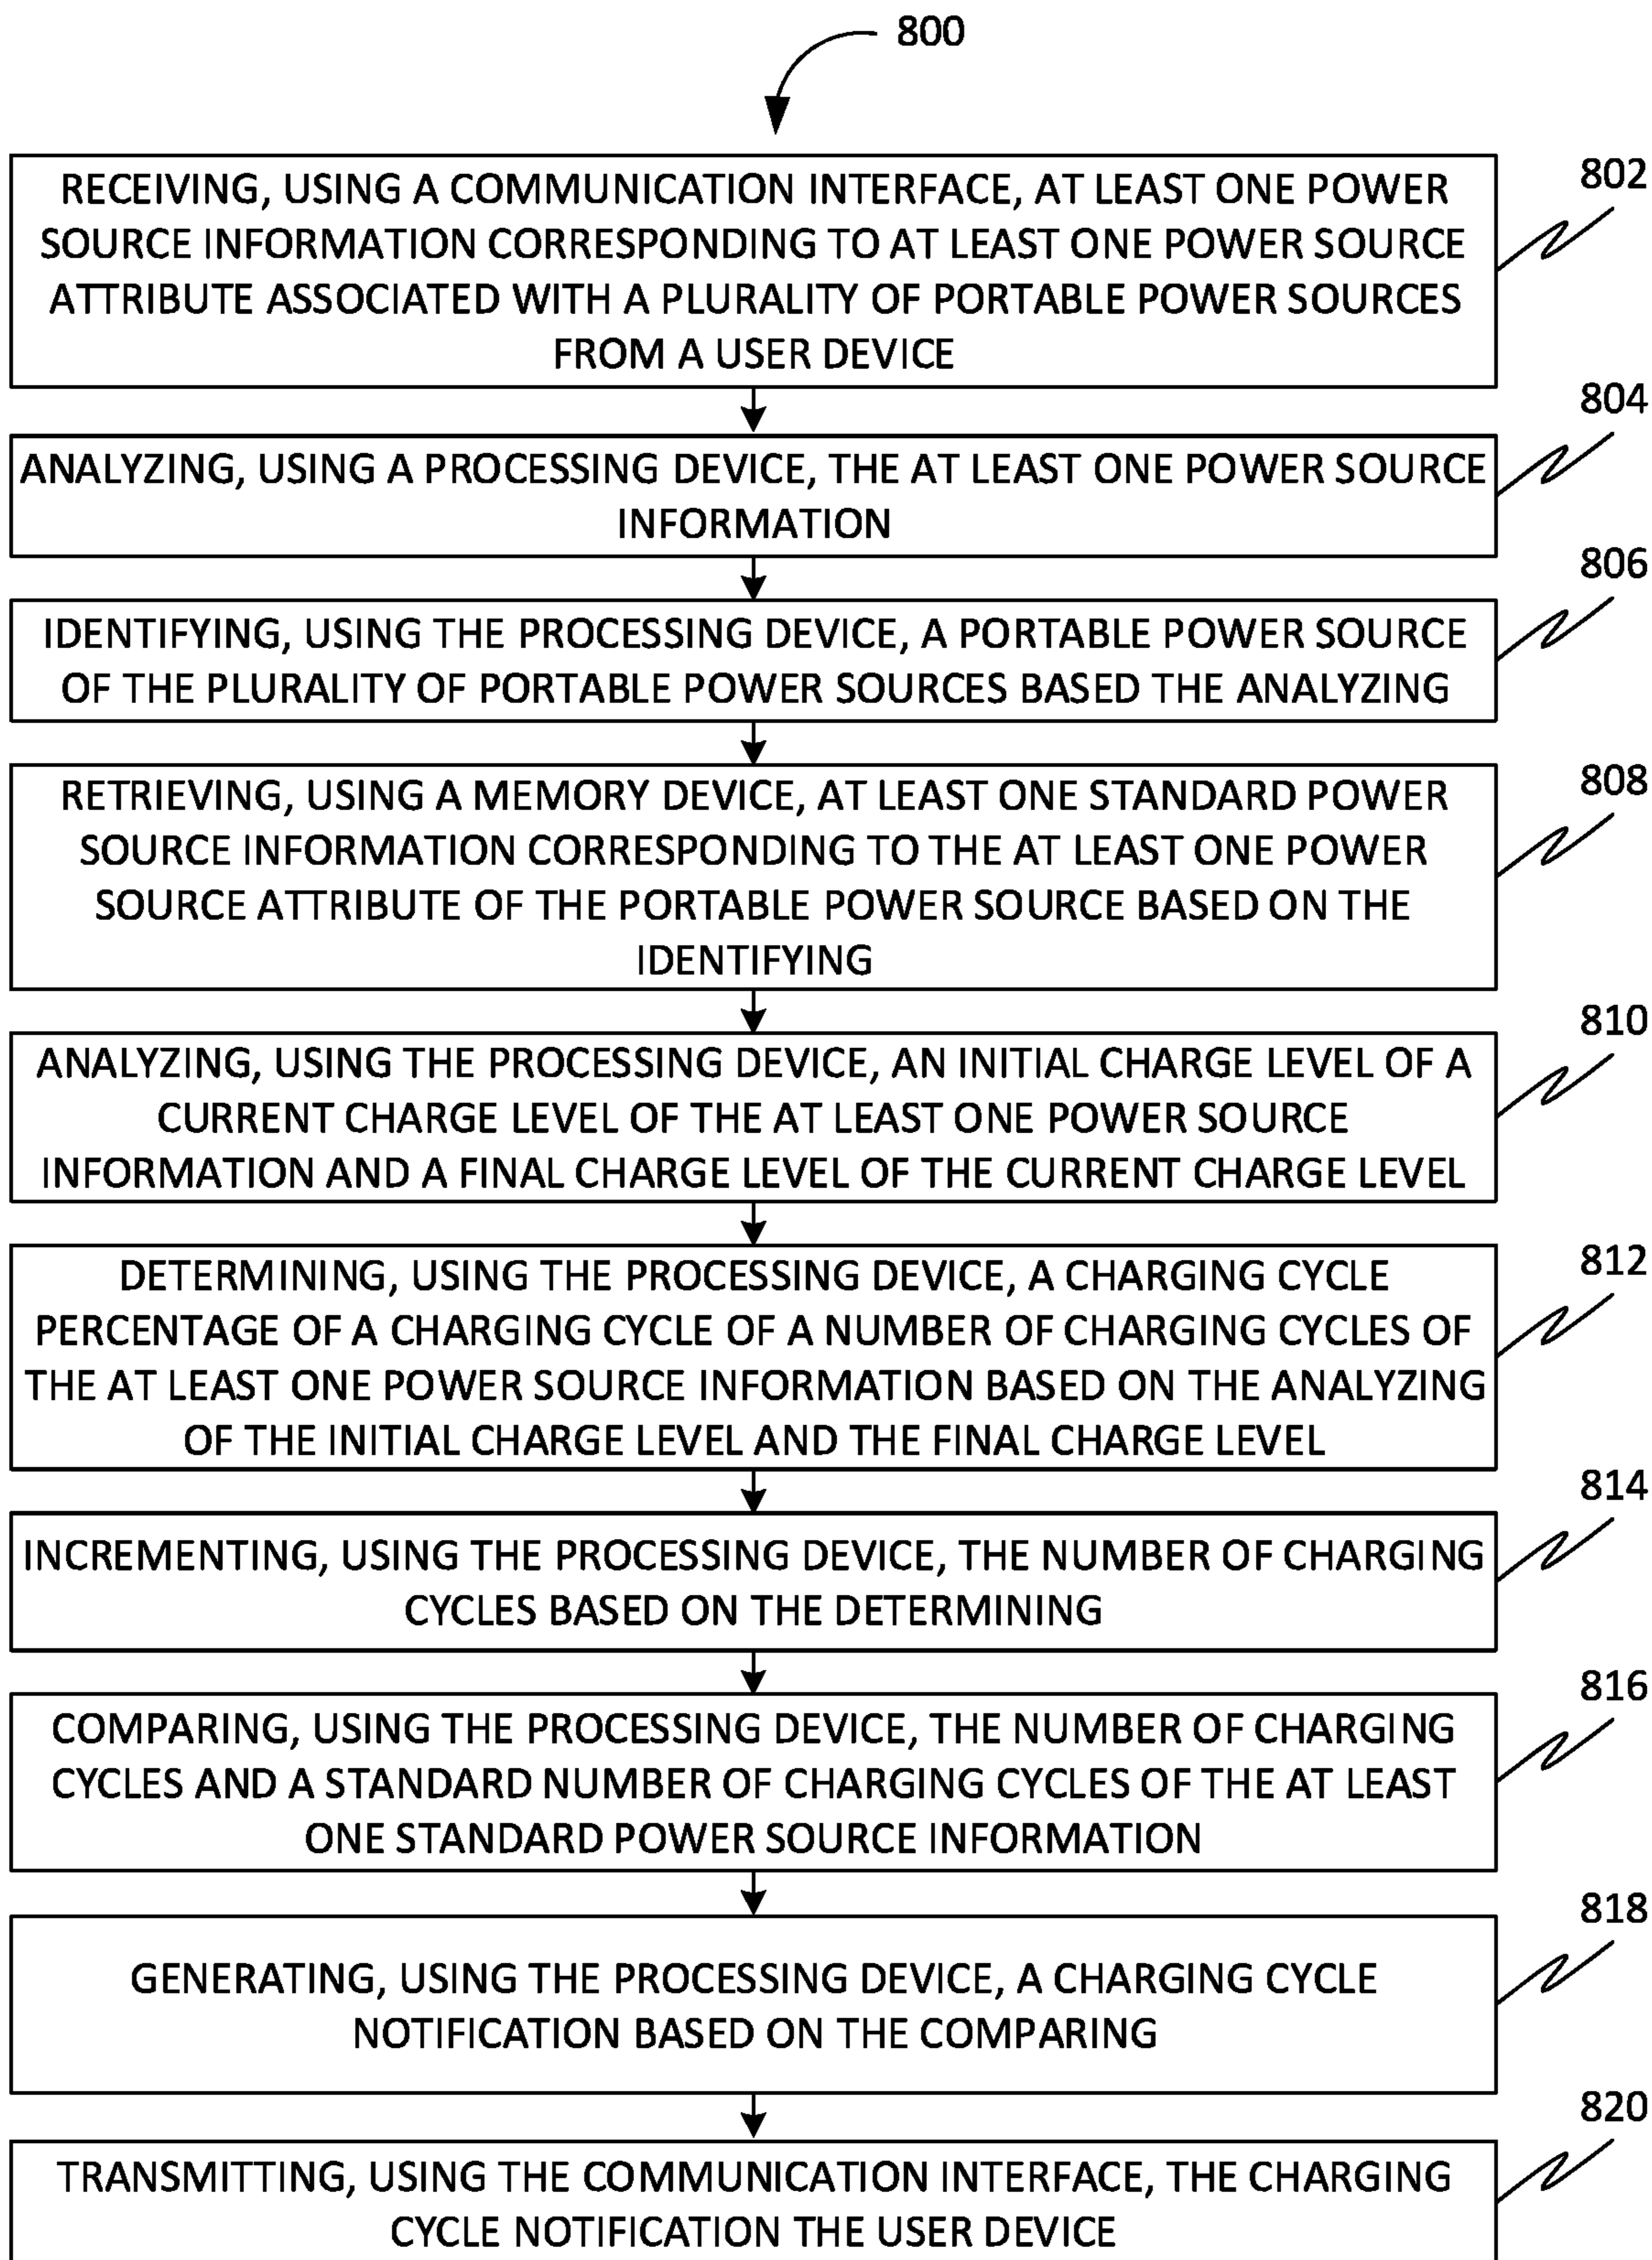 800
802
RECEIVING, USING A COMMUNICATION INTERFACE, AT LEAST ONE POWER
SOURCE INFORMATION CORRESPONDING TO AT LEAST ONE POWER SOURCE
ATTRIBUTE ASSOCIATED WITH A PLURALITY OF PORTABLE POWER SOURCES
FROM A USER DEVICE
804
ANALYZING, USING A PROCESSING DEVICE, THE AT LEAST ONE POWER SOURCE
INFORMATION
806
IDENTIFYING, USING THE PROCESSING DEVICE, A PORTABLE POWER SOURCE
OF THE PLURALITY OF PORTABLE POWER SOURCES BASED THE ANALYZING
808
RETRIEVING, USING A MEMORY DEVICE, AT LEAST ONE STANDARD POWER
SOURCE INFORMATION CORRESPONDING TO THE AT LEAST ONE POWER
SOURCE ATTRIBUTE OF THE PORTABLE POWER SOURCE BASED ON THE
IDENTIFYING
810
ANALYZING, USING THE PROCESSING DEVICE, AN INITIAL CHARGE LEVEL OF A
CURRENT CHARGE LEVEL OF THE AT LEAST ONE POWER SOURCE
INFORMATION AND A FINAL CHARGE LEVEL OF THE CURRENT CHARGE LEVEL
812
DETERMINING, USING THE PROCESSING DEVICE, A CHARGING CYCLE
PERCENTAGE OF A CHARGING CYCLE OF A NUMBER OF CHARGING CYCLES OF
THE AT LEAST ONE POWER SOURCE INFORMATION BASED ON THE ANALYZING
OF THE INITIAL CHARGE LEVEL AND THE FINAL CHARGE LEVEL
814
INCREMENTING, USING THE PROCESSING DEVICE, THE NUMBER OF CHARGING
CYCLES BASED ON THE DETERMINING
816
COMPARING, USING THE PROCESSING DEVICE, THE NUMBER OF CHARGING
CYCLES AND A STANDARD NUMBER OF CHARGING CYCLES OF THE AT LEAST
ONE STANDARD POWER SOURCE INFORMATION
818
GENERATING, USING THE PROCESSING DEVICE, A CHARGING CYCLE
NOTIFICATION BASED ON THE COMPARING
820
TRANSMITTING, USING THE COMMUNICATION INTERFACE, THE CHARGING
CYCLE NOTIFICATION THE USER DEVICE